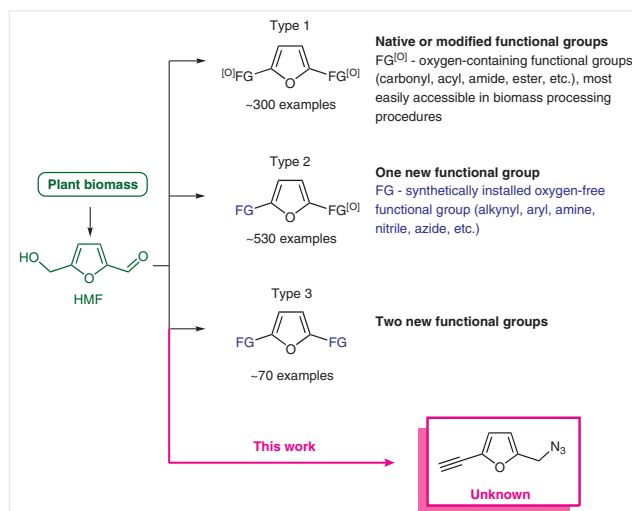 Type 1
[O]FG
O
FG[O]
~300 examples
Native or modified functional groups
FG[O] - oxygen-containing functional groups
(carbonyl, acyl, amide, ester, etc.), most
easily accessible in biomass processing
procedures
Plant biomass
HO
O
O
HMF
Type 2
FG
O
FG[O]
~530 examples
One new functional group
FG - synthetically installed oxygen-free
functional group (alkynyl, aryl, amine,
nitrile, azide, etc.)
Type 3
FG
O
FG
~70 examples
Two new functional groups
This work
O
N3
Unknown